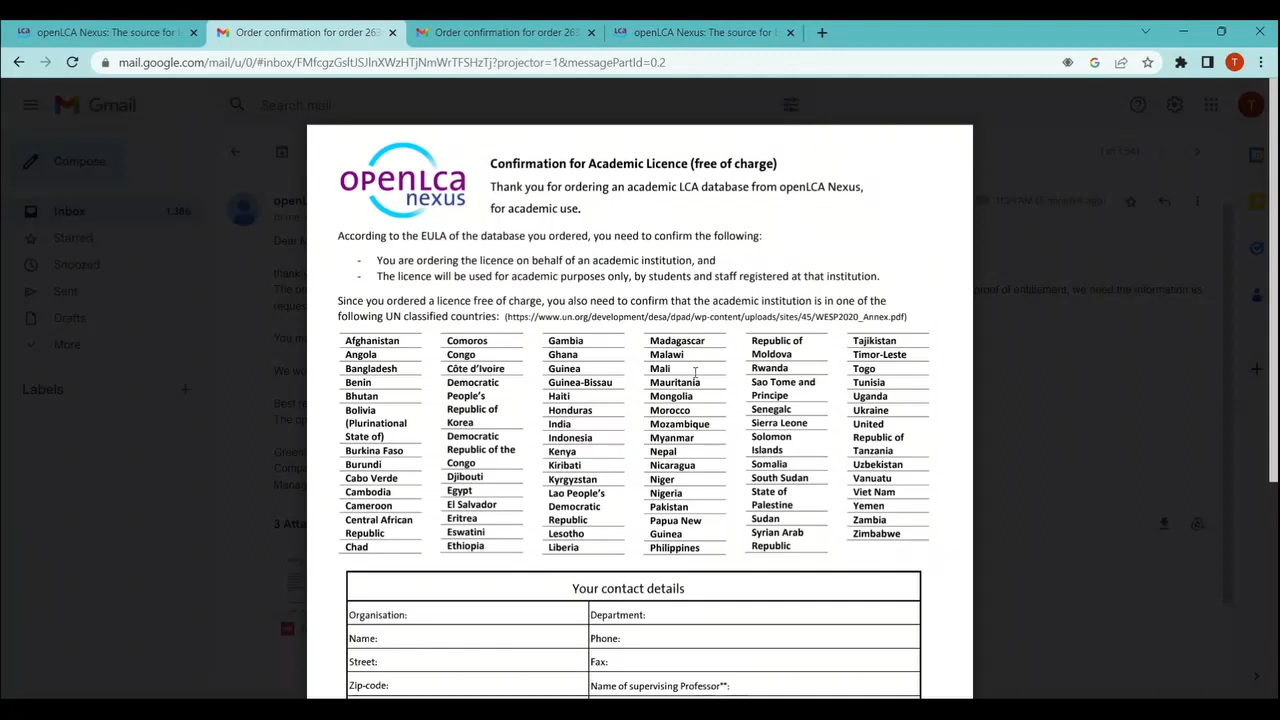 openLCA Nexus: The source for
Order confirmation for order 263
Order confirmation for order 263
openLCA Nexus: The source for
mail.google.com/mail/u/0/#inbox/FMfcgzGsltJSJlnXWzHTjNmWrTFSHzTj?projector=1&messagePartId=0.2
T
Gmail
Search mail
Compose
Inbox 1,386
Starred
Snoozed
Sent
Drafts
More
Labels
openLca
nexus
Confirmation for Academic Licence (free of charge)
Thank you for ordering an academic LCA database from openLCA Nexus,
for academic use.
According to the EULA of the database you ordered, you need to confirm the following:
- You are ordering the licence on behalf of an academic institution, and
- The licence will be used for academic purposes only, by students and staff registered at that institution.
Since you ordered a licence free of charge, you also need to confirm that the academic institution is in one of the
following UN classified countries: (https://www.un.org/development/desa/dpad/wp-content/uploads/sites/45/WESP2020_Annex.pdf)
Afghanistan
Angola
Bangladesh
Benin
Bhutan
Bolivia
(Plurinational
State of)
Burkina Faso
Burundi
Cabo Verde
Cambodia
Cameroon
Central African
Republic
Chad
Comoros
Congo
Côte d'Ivoire
Democratic
People's
Republic of
Korea
Democratic
Republic of the
Congo
Djibouti
Egypt
El Salvador
Eritrea
Eswatini
Ethiopia
Gambia
Ghana
Guinea
Guinea-Bissau
Haiti
Honduras
India
Indonesia
Kenya
Kiribati
Kyrgyzstan
Lao People's
Democratic
Republic
Lesotho
Liberia
Madagascar
Malawi
Mali
Mauritania
Mongolia
Morocco
Mozambique
Myanmar
Nepal
Nicaragua
Niger
Nigeria
Pakistan
Papua New
Guinea
Philippines
Republic of
Moldova
Rwanda
Sao Tome and
Principe
Senegalc
Sierra Leone
Solomon
Islands
Somalia
South Sudan
State of
Palestine
Sudan
Syrian Arab
Republic
Tajikistan
Timor-Leste
Togo
Tunisia
Uganda
Ukraine
United
Republic of
Tanzania
Uzbekistan
Vanuatu
Viet Nam
Yemen
Zambia
Zimbabwe
Your contact details
Organisation: Department:
Name: Phone:
Street: Fax:
Zip-code: Name of supervising Professor**: